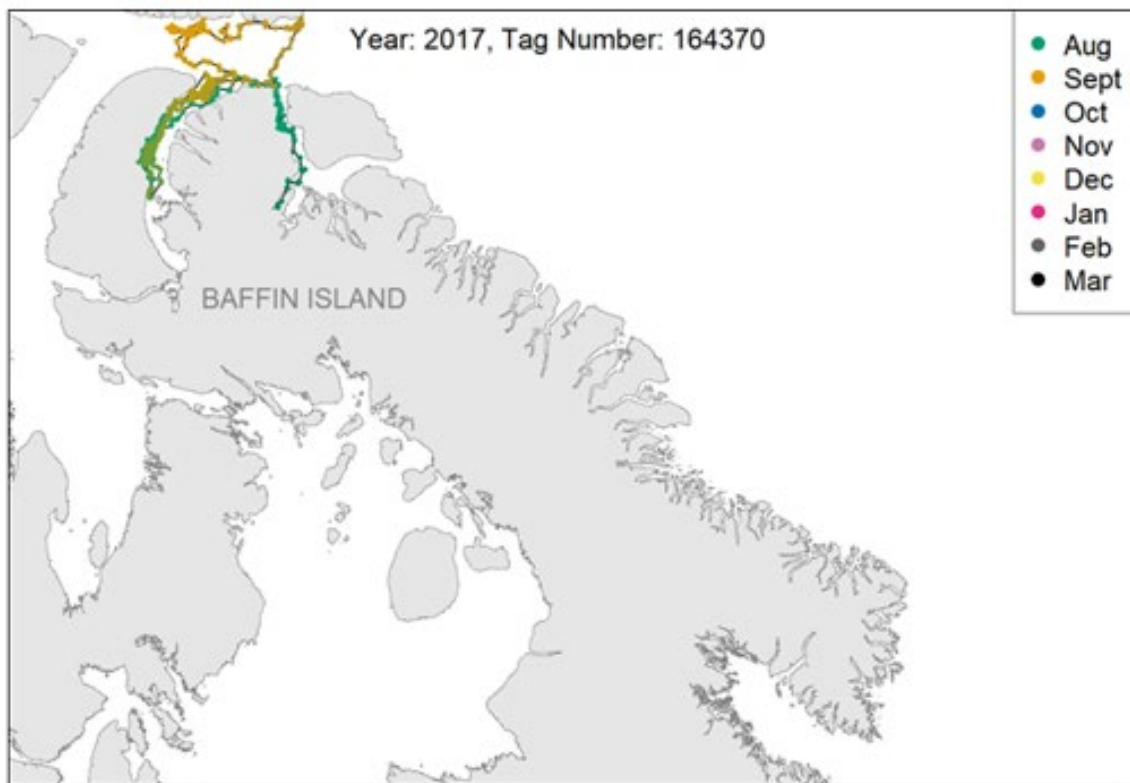 Year: 2017, Tag Number: 164370
Aug
Sept
Oct
Nov
Dec
Jan
Feb
Mar
BAFFIN ISLAND